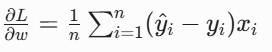 ∂L/∂w = 1/n ∑ᵢ₌₁ⁿ (ŷᵢ − yᵢ)xᵢ